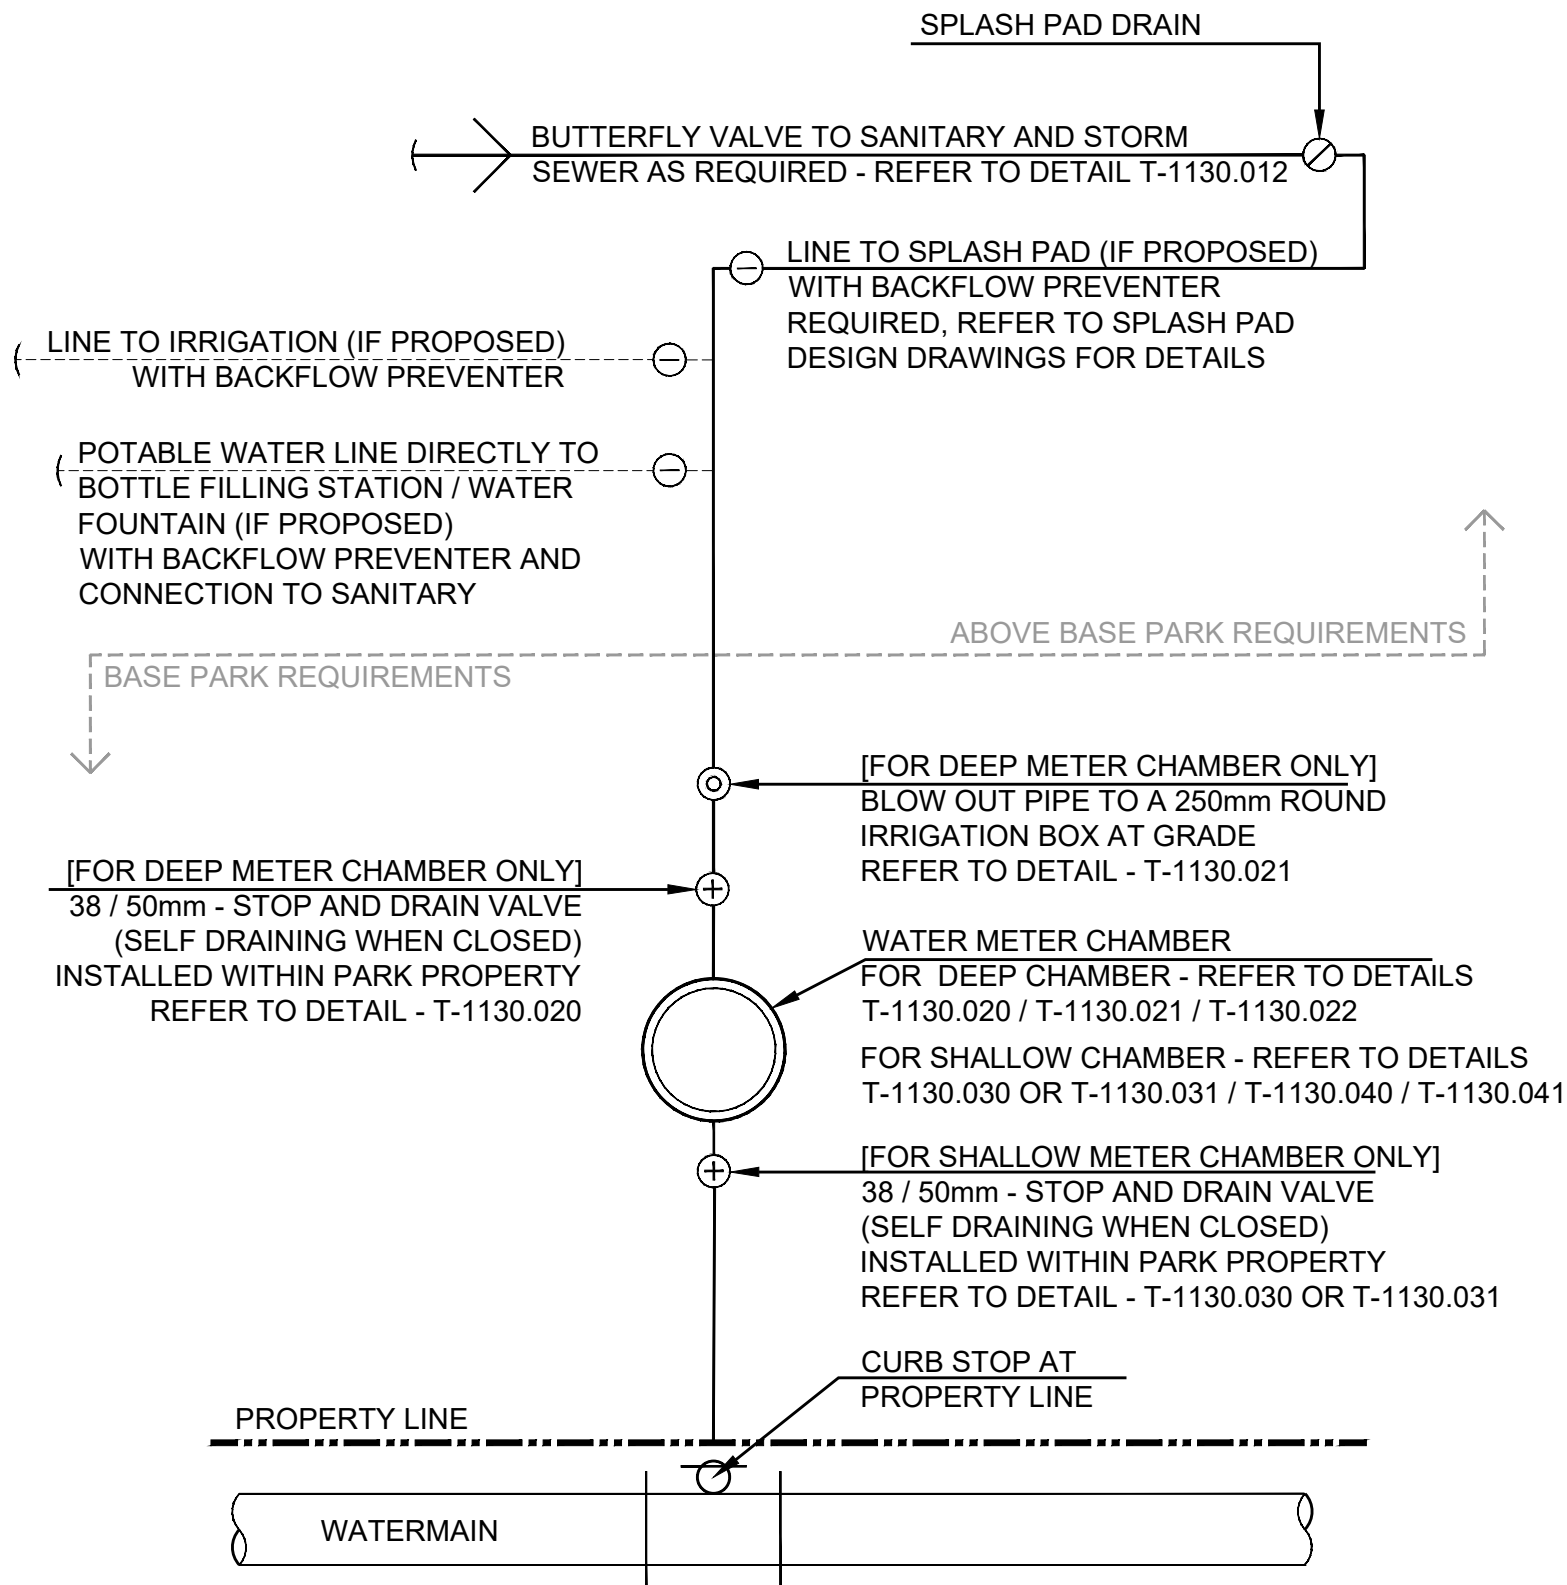 SPLASH PAD DRAIN
BUTTERFLY VALVE TO SANITARY AND STORM
SEWER AS REQUIRED - REFER TO DETAIL T-1130.012
LINE TO SPLASH PAD (IF PROPOSED)
WITH BACKFLOW PREVENTER
REQUIRED, REFER TO SPLASH PAD
DESIGN DRAWINGS FOR DETAILS
LINE TO IRRIGATION (IF PROPOSED)
WITH BACKFLOW PREVENTER
POTABLE WATER LINE DIRECTLY TO
BOTTLE FILLING STATION / WATER
FOUNTAIN (IF PROPOSED)
WITH BACKFLOW PREVENTER AND
CONNECTION TO SANITARY
ABOVE BASE PARK REQUIREMENTS
BASE PARK REQUIREMENTS
[FOR DEEP METER CHAMBER ONLY]
BLOW OUT PIPE TO A 250mm ROUND
IRRIGATION BOX AT GRADE
REFER TO DETAIL - T-1130.021
[FOR DEEP METER CHAMBER ONLY]
38 / 50mm - STOP AND DRAIN VALVE
(SELF DRAINING WHEN CLOSED)
INSTALLED WITHIN PARK PROPERTY
REFER TO DETAIL - T-1130.020
WATER METER CHAMBER
FOR DEEP CHAMBER - REFER TO DETAILS
T-1130.020 / T-1130.021 / T-1130.022
FOR SHALLOW CHAMBER - REFER TO DETAILS
T-1130.030 OR T-1130.031 / T-1130.040 / T-1130.041
[FOR SHALLOW METER CHAMBER ONLY]
38 / 50mm - STOP AND DRAIN VALVE
(SELF DRAINING WHEN CLOSED)
INSTALLED WITHIN PARK PROPERTY
REFER TO DETAIL - T-1130.030 OR T-1130.031
CURB STOP AT
PROPERTY LINE
PROPERTY LINE
WATERMAIN